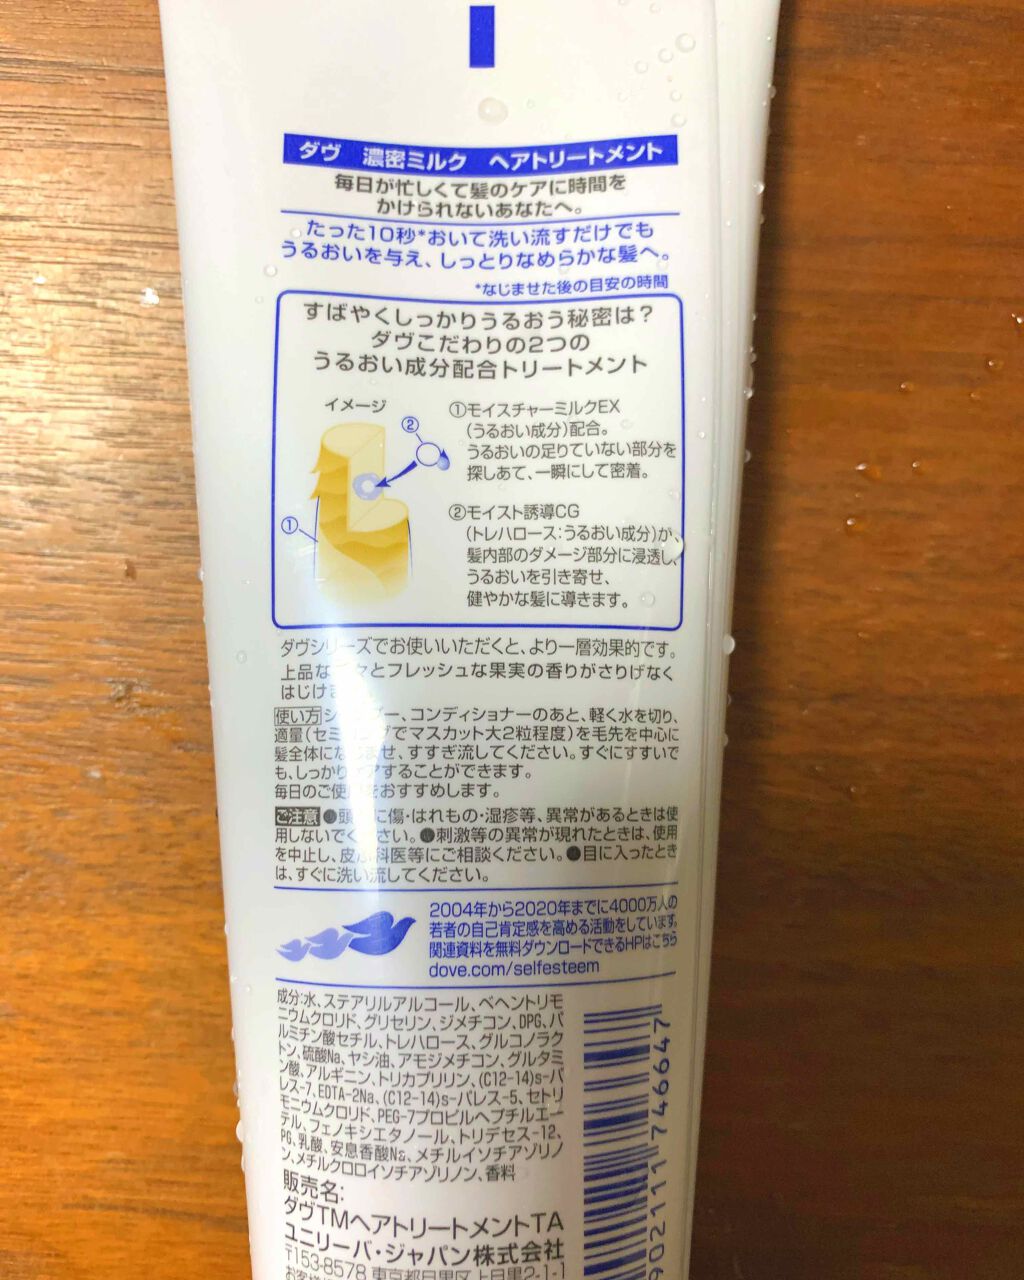 ダヴ 濃密ミルク ヘアトリートメント
毎日が忙しくて髪のケアに時間を
かけられないあなたへ。
たった10秒*おいて洗い流すだけでも
うるおいを与え、しっとりなめらかな髪へ。
*なじませた後の目安の時間
すばやくしっかりうるおう秘密は?
ダヴこだわりの2つの
うるおい成分配合トリートメント
イメージ
②
①
①モイスチャーミルクEX
(うるおい成分)配合。
うるおいの足りていない部分を
探しあて、一瞬にして密着。
②モイスト誘導CG
(トレハロース:うるおい成分)が、
髪内部のダメージ部分に浸透し、
うるおいを引き寄せ、
健やかな髪に導きます。
ダヴシリーズでお使いいただくと、より一層効果的です。
上品な とフレッシュな果実の香りがさりげなく
はじけ
使い方 シャンプー、コンディショナーのあと、軽く水を切り、
適量(セミロングでマスカット大2粒程度)を毛先を中心に
髪全体になじませ、すすぎ流してください。すぐにすすいで
も、しっかりケアすることができます。
毎日のご使用をおすすめします。
ご注意 ●頭皮に傷・はれもの・湿疹等、異常があるときは使
用しないでください。●刺激等の異常が現れたときは、使用
を中止し、皮ふ科医等にご相談ください。●目に入ったとき
は、すぐに洗い流してください。
2004年から2020年までに4000万人の
若者の自己肯定感を高める活動をしています。
関連資料を無料ダウンロードできるHPはこちら
dove.com/selfesteem
成分:水、ステアリルアルコール、ベヘントリモ
ニウムクロリド、グリセリン、ジメチコン、DPG、パ
ルミチン酸セチル、トレハロース、グルコノラク
トン、硫酸Na、ヤシ油、アモジメチコン、グルタミ
ン酸、アルギニン、トリカプリリン、(C12-14)s-パ
レス-7、EDTA-2Na、(C12-14)s-パレス-5、セトリ
モニウムクロリド、PEG-7プロピルヘプチルエー
テル、フェノキシエタノール、トリデセス-12、
PG、乳酸、安息香酸Na、メチルイソチアゾリノ
ン、メチルクロロイソチアゾリノン、香料
販売名:
ダヴTMヘアトリートメントTA
ユニリーバ・ジャパン株式会社
〒153-8578 東京都目黒区上目黒2-1-1
902111746647